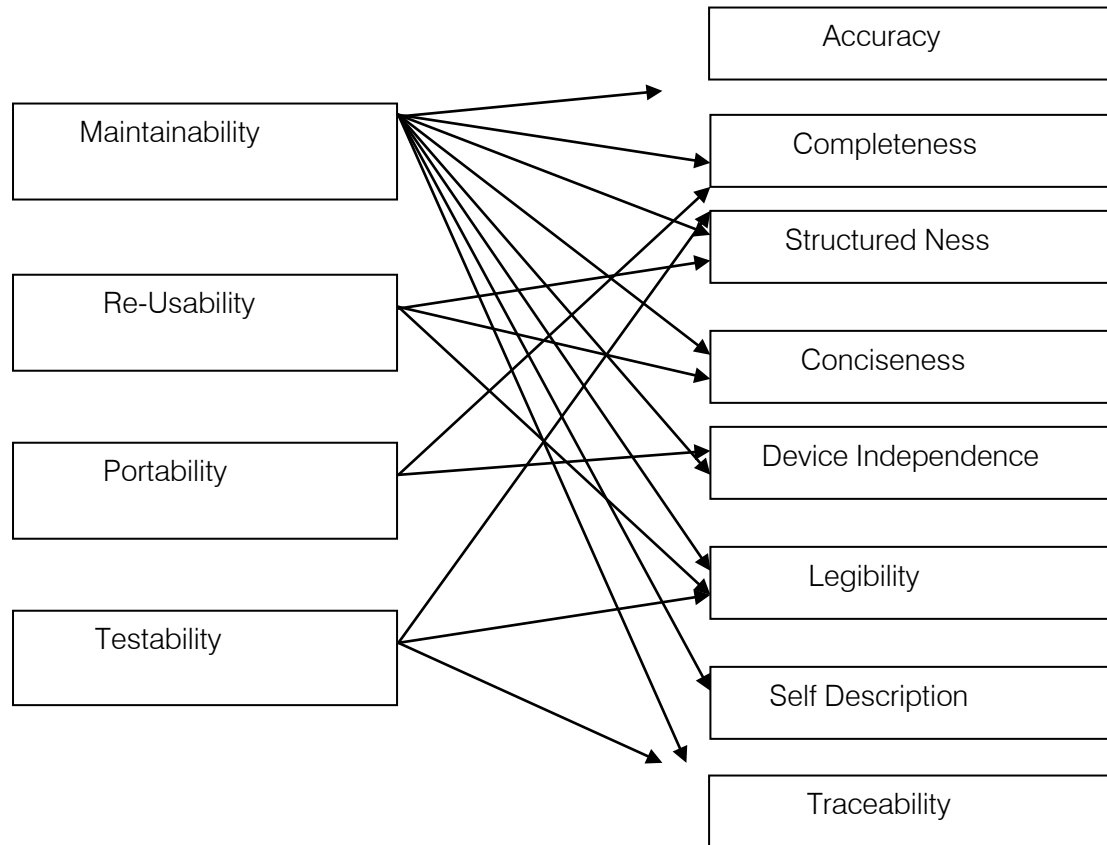 Maintainability
Re-Usability
Portability
Testability
Accuracy
Completeness
Structured Ness
Conciseness
Device Independence
Legibility
Self Description
Traceability